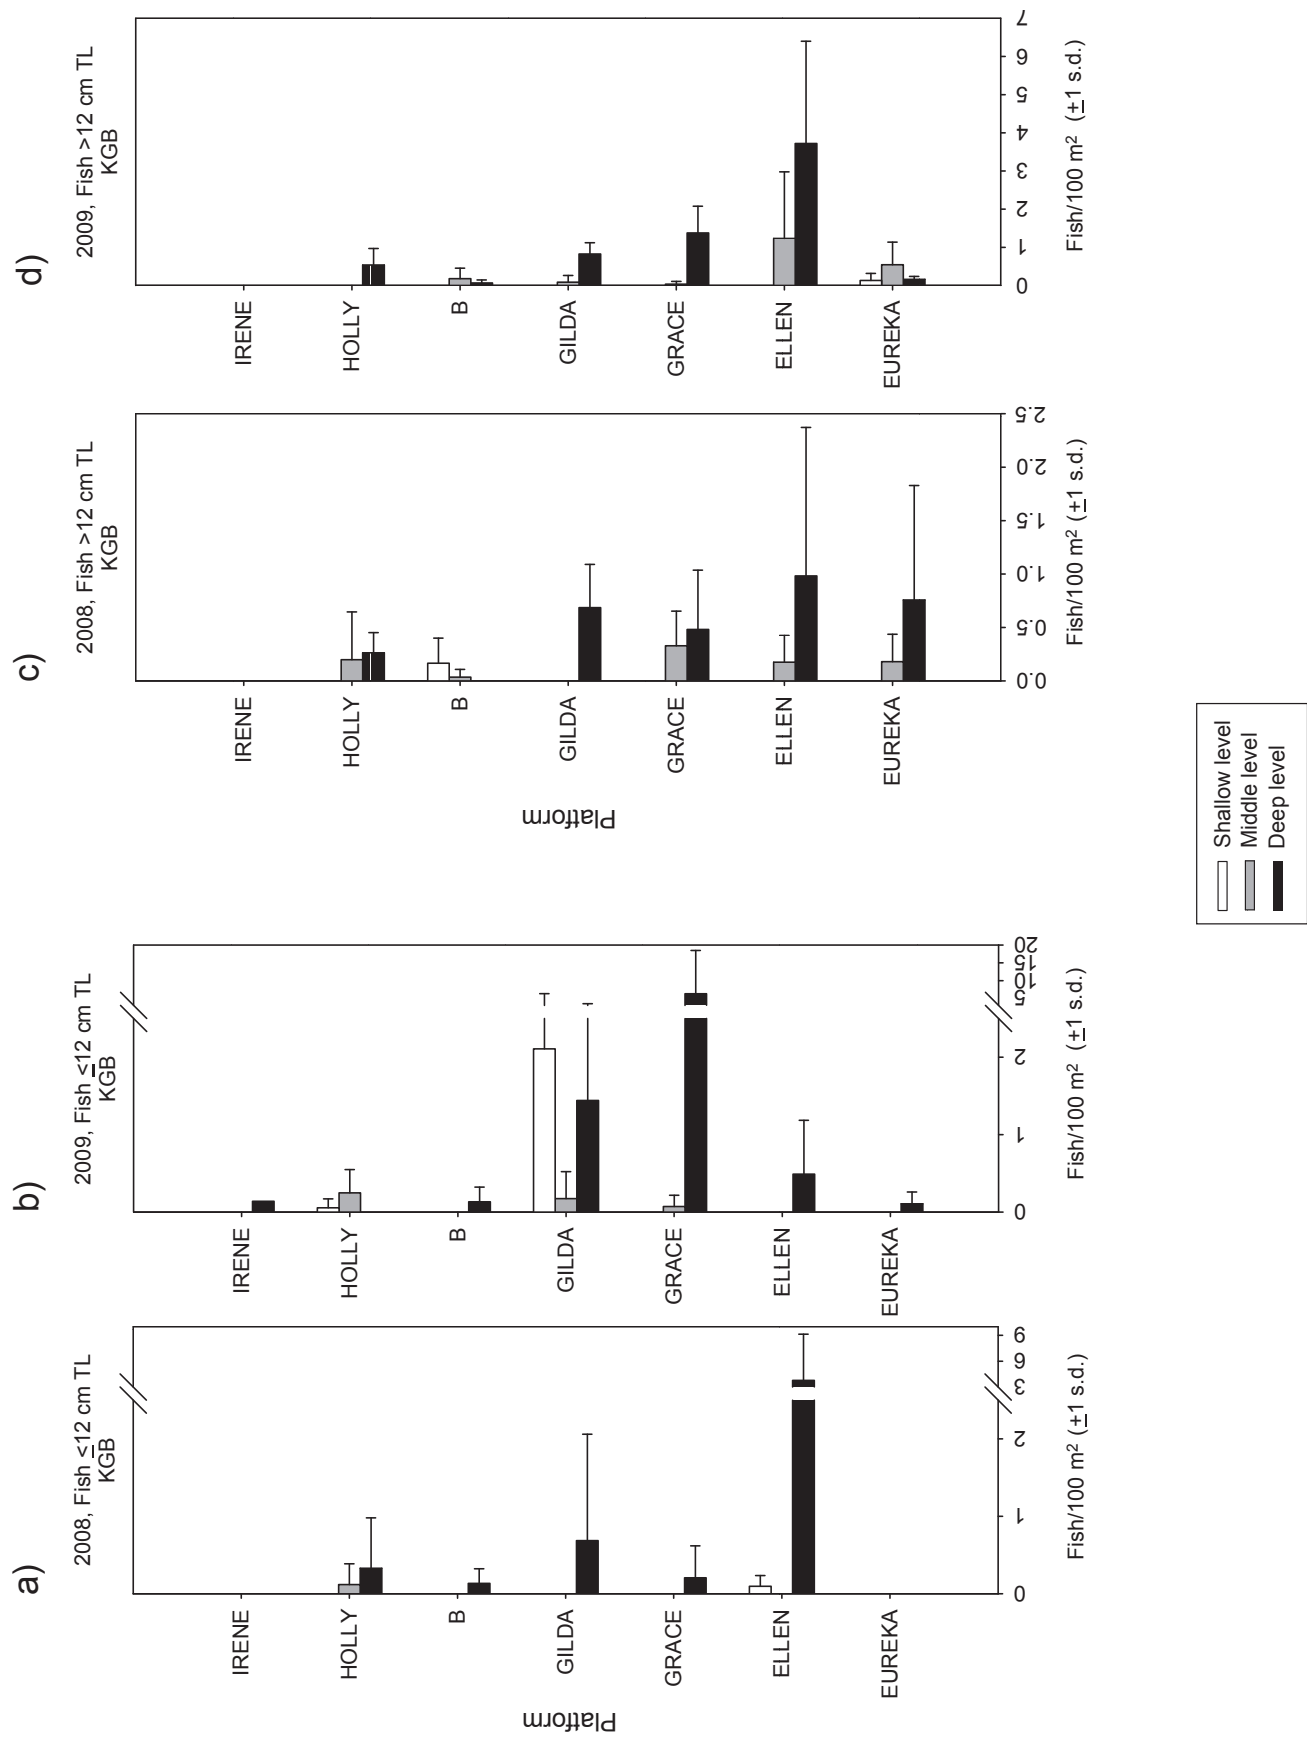 a)
2008, Fish ≤12 cm TL
KGB
IRENE
HOLLY
B
GILDA
GRACE
ELLEN
EUREKA
Platform
0 1 2 3 6 9
Fish/100 m² (±1 s.d.)
b)
2009, Fish ≤12 cm TL
KGB
IRENE
HOLLY
B
GILDA
GRACE
ELLEN
EUREKA
0 1 2 5 10 15 20
Fish/100 m² (±1 s.d.)
c)
2008, Fish >12 cm TL
KGB
IRENE
HOLLY
B
GILDA
GRACE
ELLEN
EUREKA
Platform
0.0 0.5 1.0 1.5 2.0 2.5
Fish/100 m² (±1 s.d.)
d)
2009, Fish >12 cm TL
KGB
IRENE
HOLLY
B
GILDA
GRACE
ELLEN
EUREKA
0 1 2 3 4 5 6 7
Fish/100 m² (±1 s.d.)
Shallow level
Middle level
Deep level